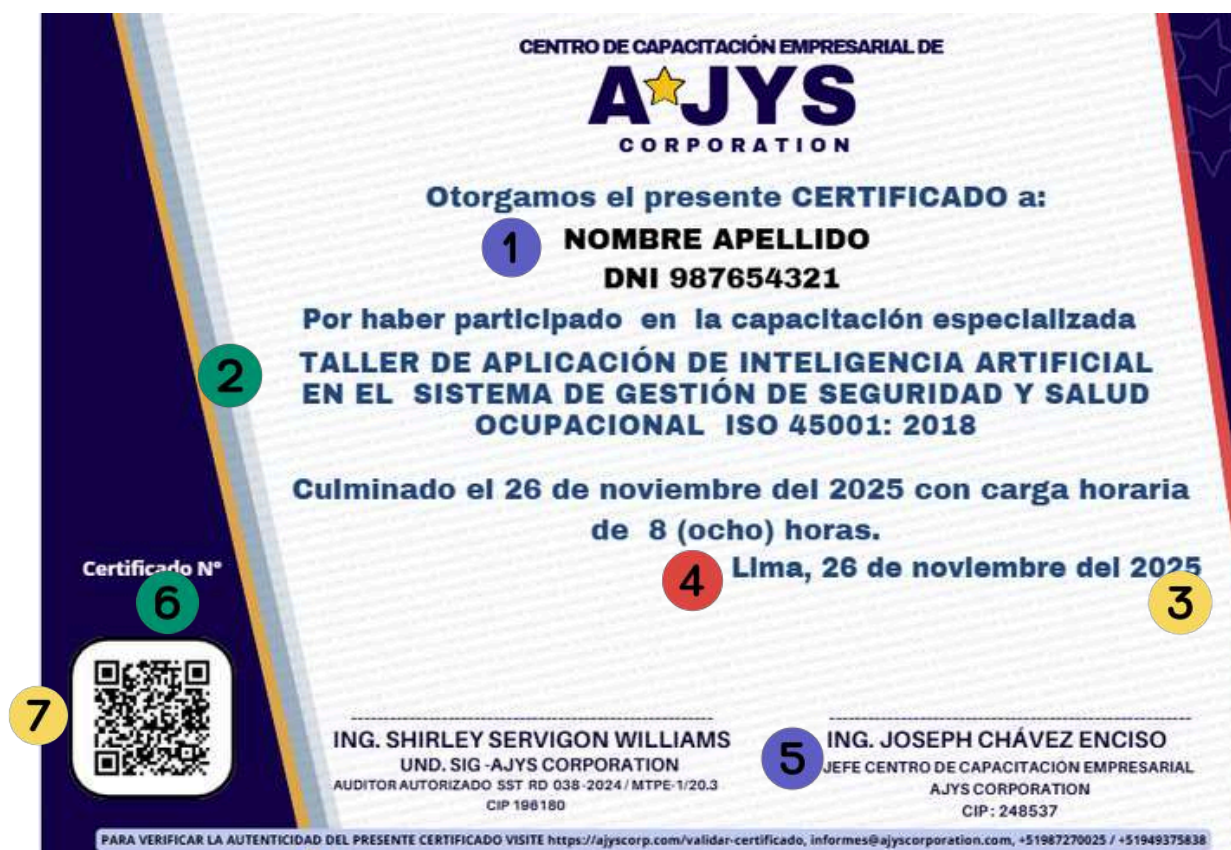 CENTRO DE CAPACITACIÓN EMPRESARIAL DE
A JYS
CORPORATION
Otorgamos el presente CERTIFICADO a:
1 NOMBRE APELLIDO
DNI 987654321
Por haber participado en la capacitación especializada
2 TALLER DE APLICACIÓN DE INTELIGENCIA ARTIFICIAL
EN EL SISTEMA DE GESTIÓN DE SEGURIDAD Y SALUD
OCUPACIONAL ISO 45001: 2018
Culminado el 26 de noviembre del 2025 con carga horaria
de 8 (ocho) horas.
4 Lima, 26 de noviembre del 2025
3
Certificado N°
6
7
ING. SHIRLEY SERVIGON WILLIAMS
UND. SIG -AJYS CORPORATION
AUDITOR AUTORIZADO SST RD 038-2024 / MTPE-1/20.3
CIP 196180
5 ING. JOSEPH CHÁVEZ ENCISO
JEFE CENTRO DE CAPACITACIÓN EMPRESARIAL
AJYS CORPORATION
CIP: 248537
PARA VERIFICAR LA AUTENTICIDAD DEL PRESENTE CERTIFICADO VISITE https://ajyscorp.com/validar-certificado, informes@ajyscorporation.com, +51987270025 / +51949375838